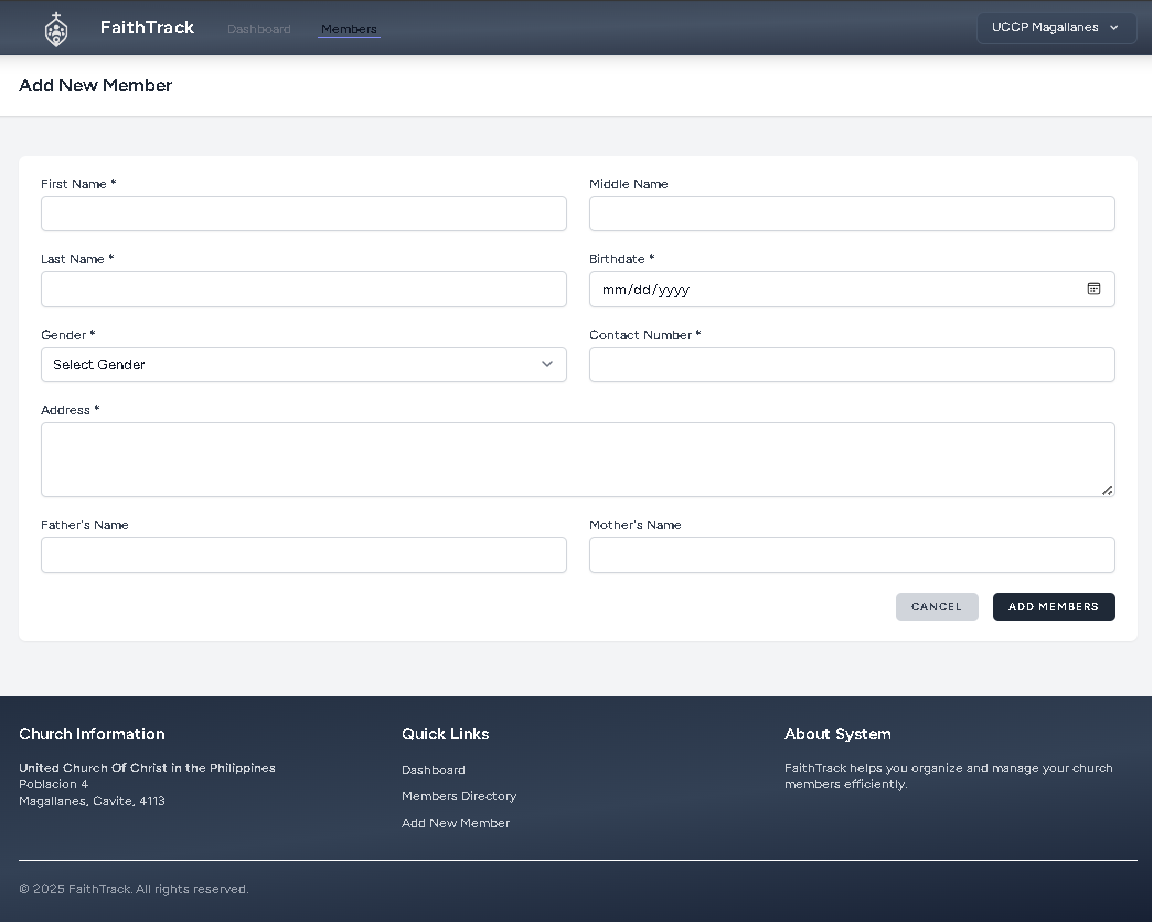 FaithTrack
Dashboard
Members
UCCP Magallanes
Add New Member
First Name *
Middle Name
Last Name *
Birthdate *
mm/dd/yyyy
Gender *
Contact Number *
Select Gender
Address *
Father's Name
Mother's Name
CANCEL
ADD MEMBERS
Church Information
United Church Of Christ in the Philippines
Poblacion 4
Magallanes, Cavite, 4113
Quick Links
Dashboard
Members Directory
Add New Member
About System
FaithTrack helps you organize and manage your church
members efficiently.
© 2025 FaithTrack. All rights reserved.